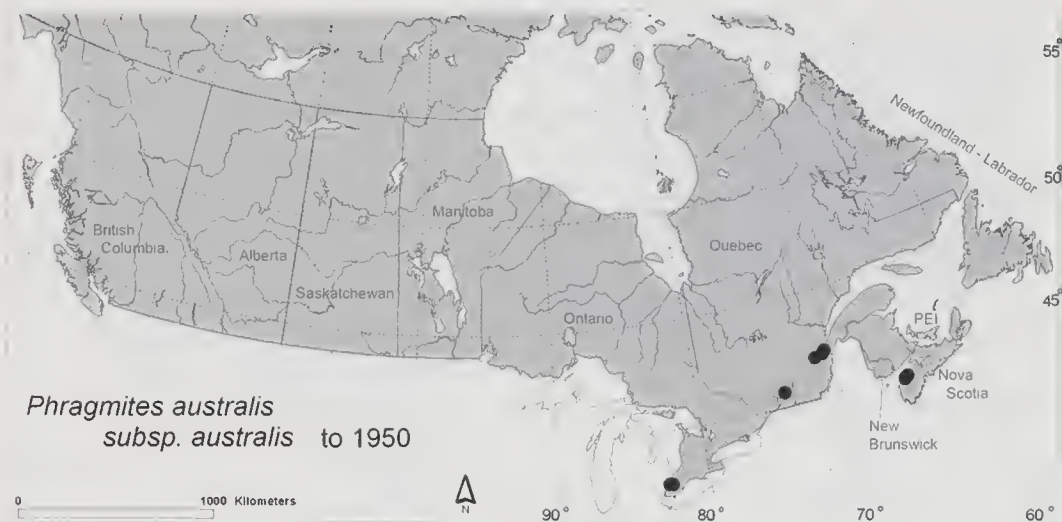 55°
Newfoundland - Labrador
50°
Manitoba
British
Columbia.
Alberta
Quebec
Saskatchewan
45°
Ontario
PEI
Nova
Scotia
Phragmites australis
subsp. australis to 1950
New
Brunswick
0 1000 Kilometers
N
90° 80° 70° 60°